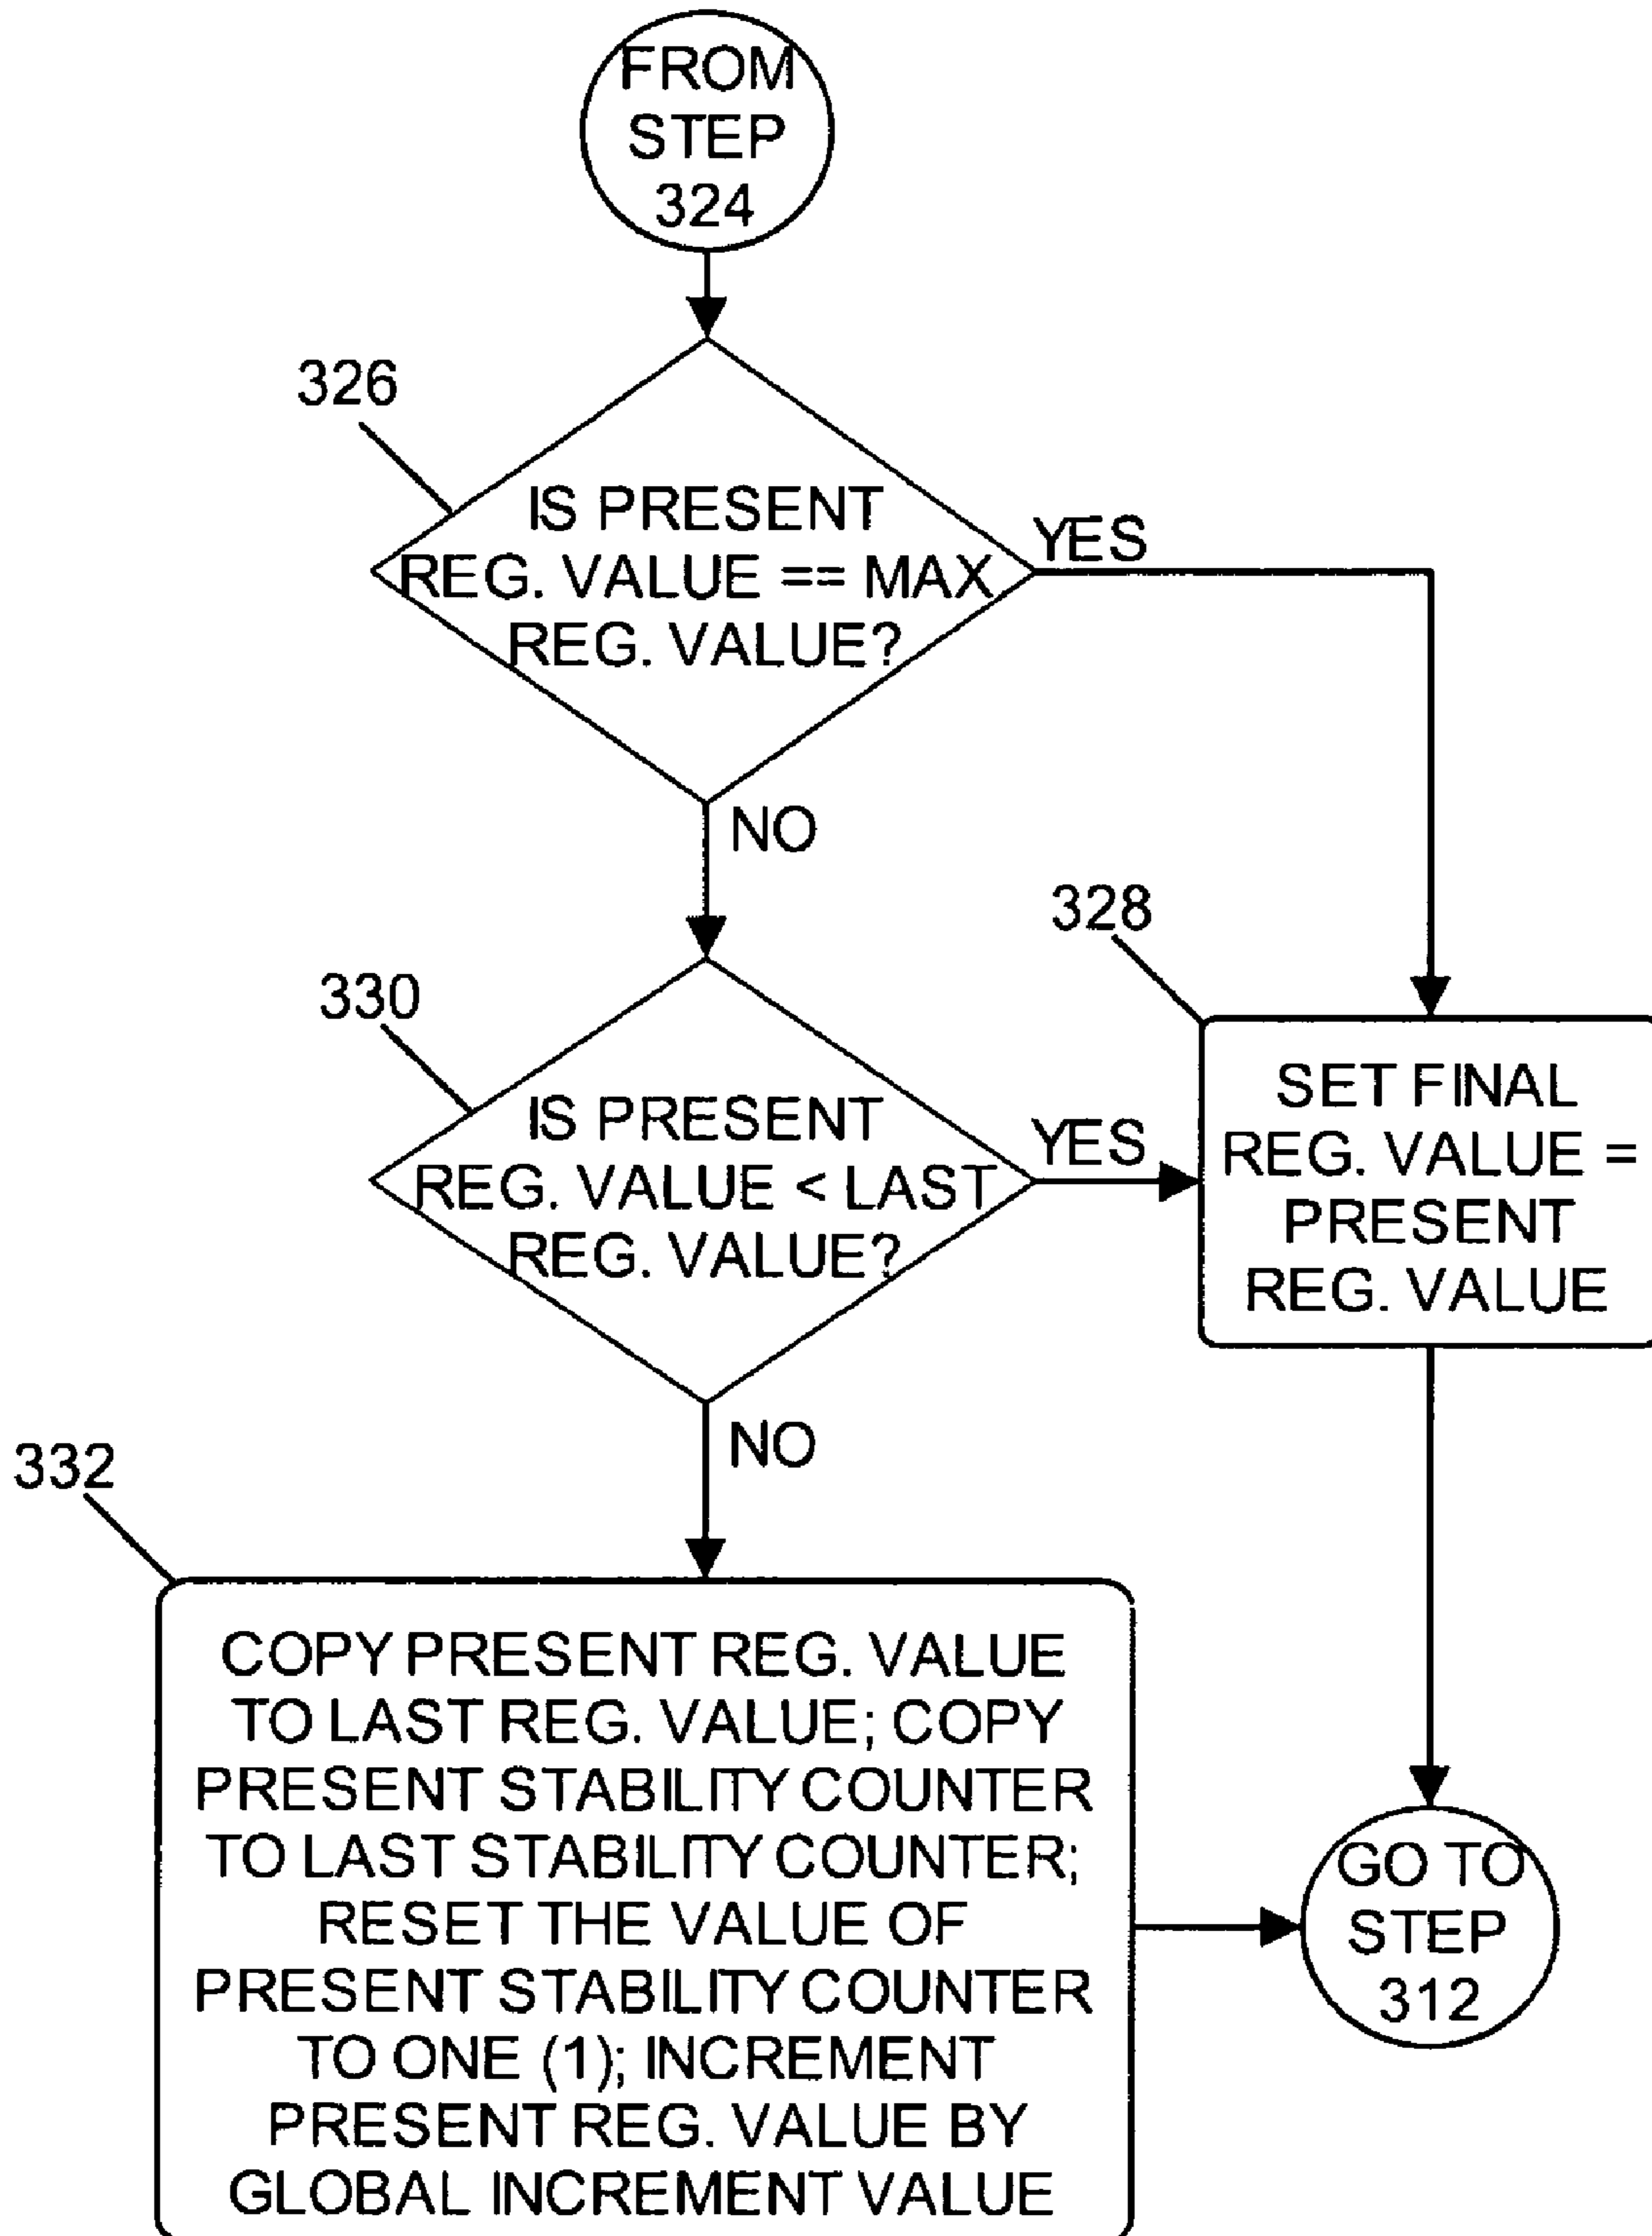 FROM
STEP
324
326
IS PRESENT
REG. VALUE == MAX
REG. VALUE?
YES
NO
328
330
IS PRESENT
REG. VALUE < LAST
REG. VALUE?
YES
SET FINAL
REG. VALUE =
PRESENT
REG. VALUE
NO
332
COPY PRESENT REG. VALUE
TO LAST REG. VALUE; COPY
PRESENT STABILITY COUNTER
TO LAST STABILITY COUNTER;
RESET THE VALUE OF
PRESENT STABILITY COUNTER
TO ONE (1); INCREMENT
PRESENT REG. VALUE BY
GLOBAL INCREMENT VALUE
GO TO
STEP
312